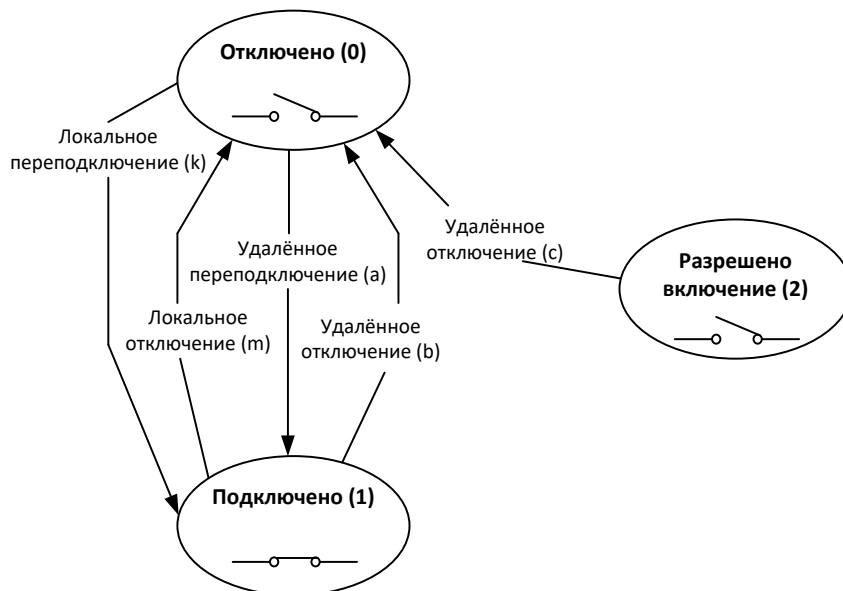 Отключено (0)
Локальное
переподключение (k)
Удалённое
отключение (c)
Удалённое
переподключение (a)
Разрешено
включение (2)
Локальное
отключение (m)
Удалённое
отключение (b)
Подключено (1)